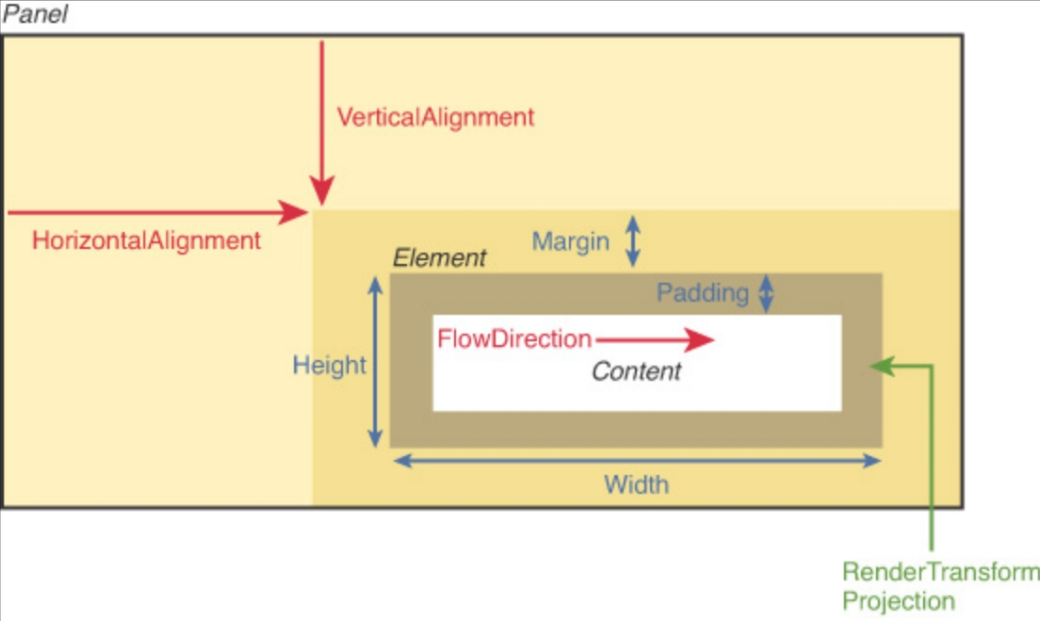 Panel
VerticalAlignment
HorizontalAlignment
Margin
Element
Padding
FlowDirection
Height
Content
Width
RenderTransform
Projection